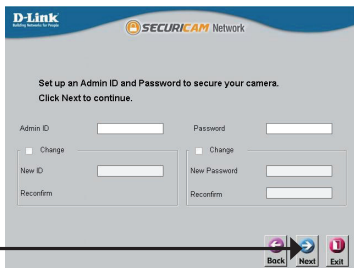 D-Link
Building Networks for People
SECURICAM Network
Set up an Admin ID and Password to secure your camera.
Click Next to continue.
Admin ID
Password
Change
Change
New ID
New Password
Reconfirm
Reconfirm
Back
Next
Exit